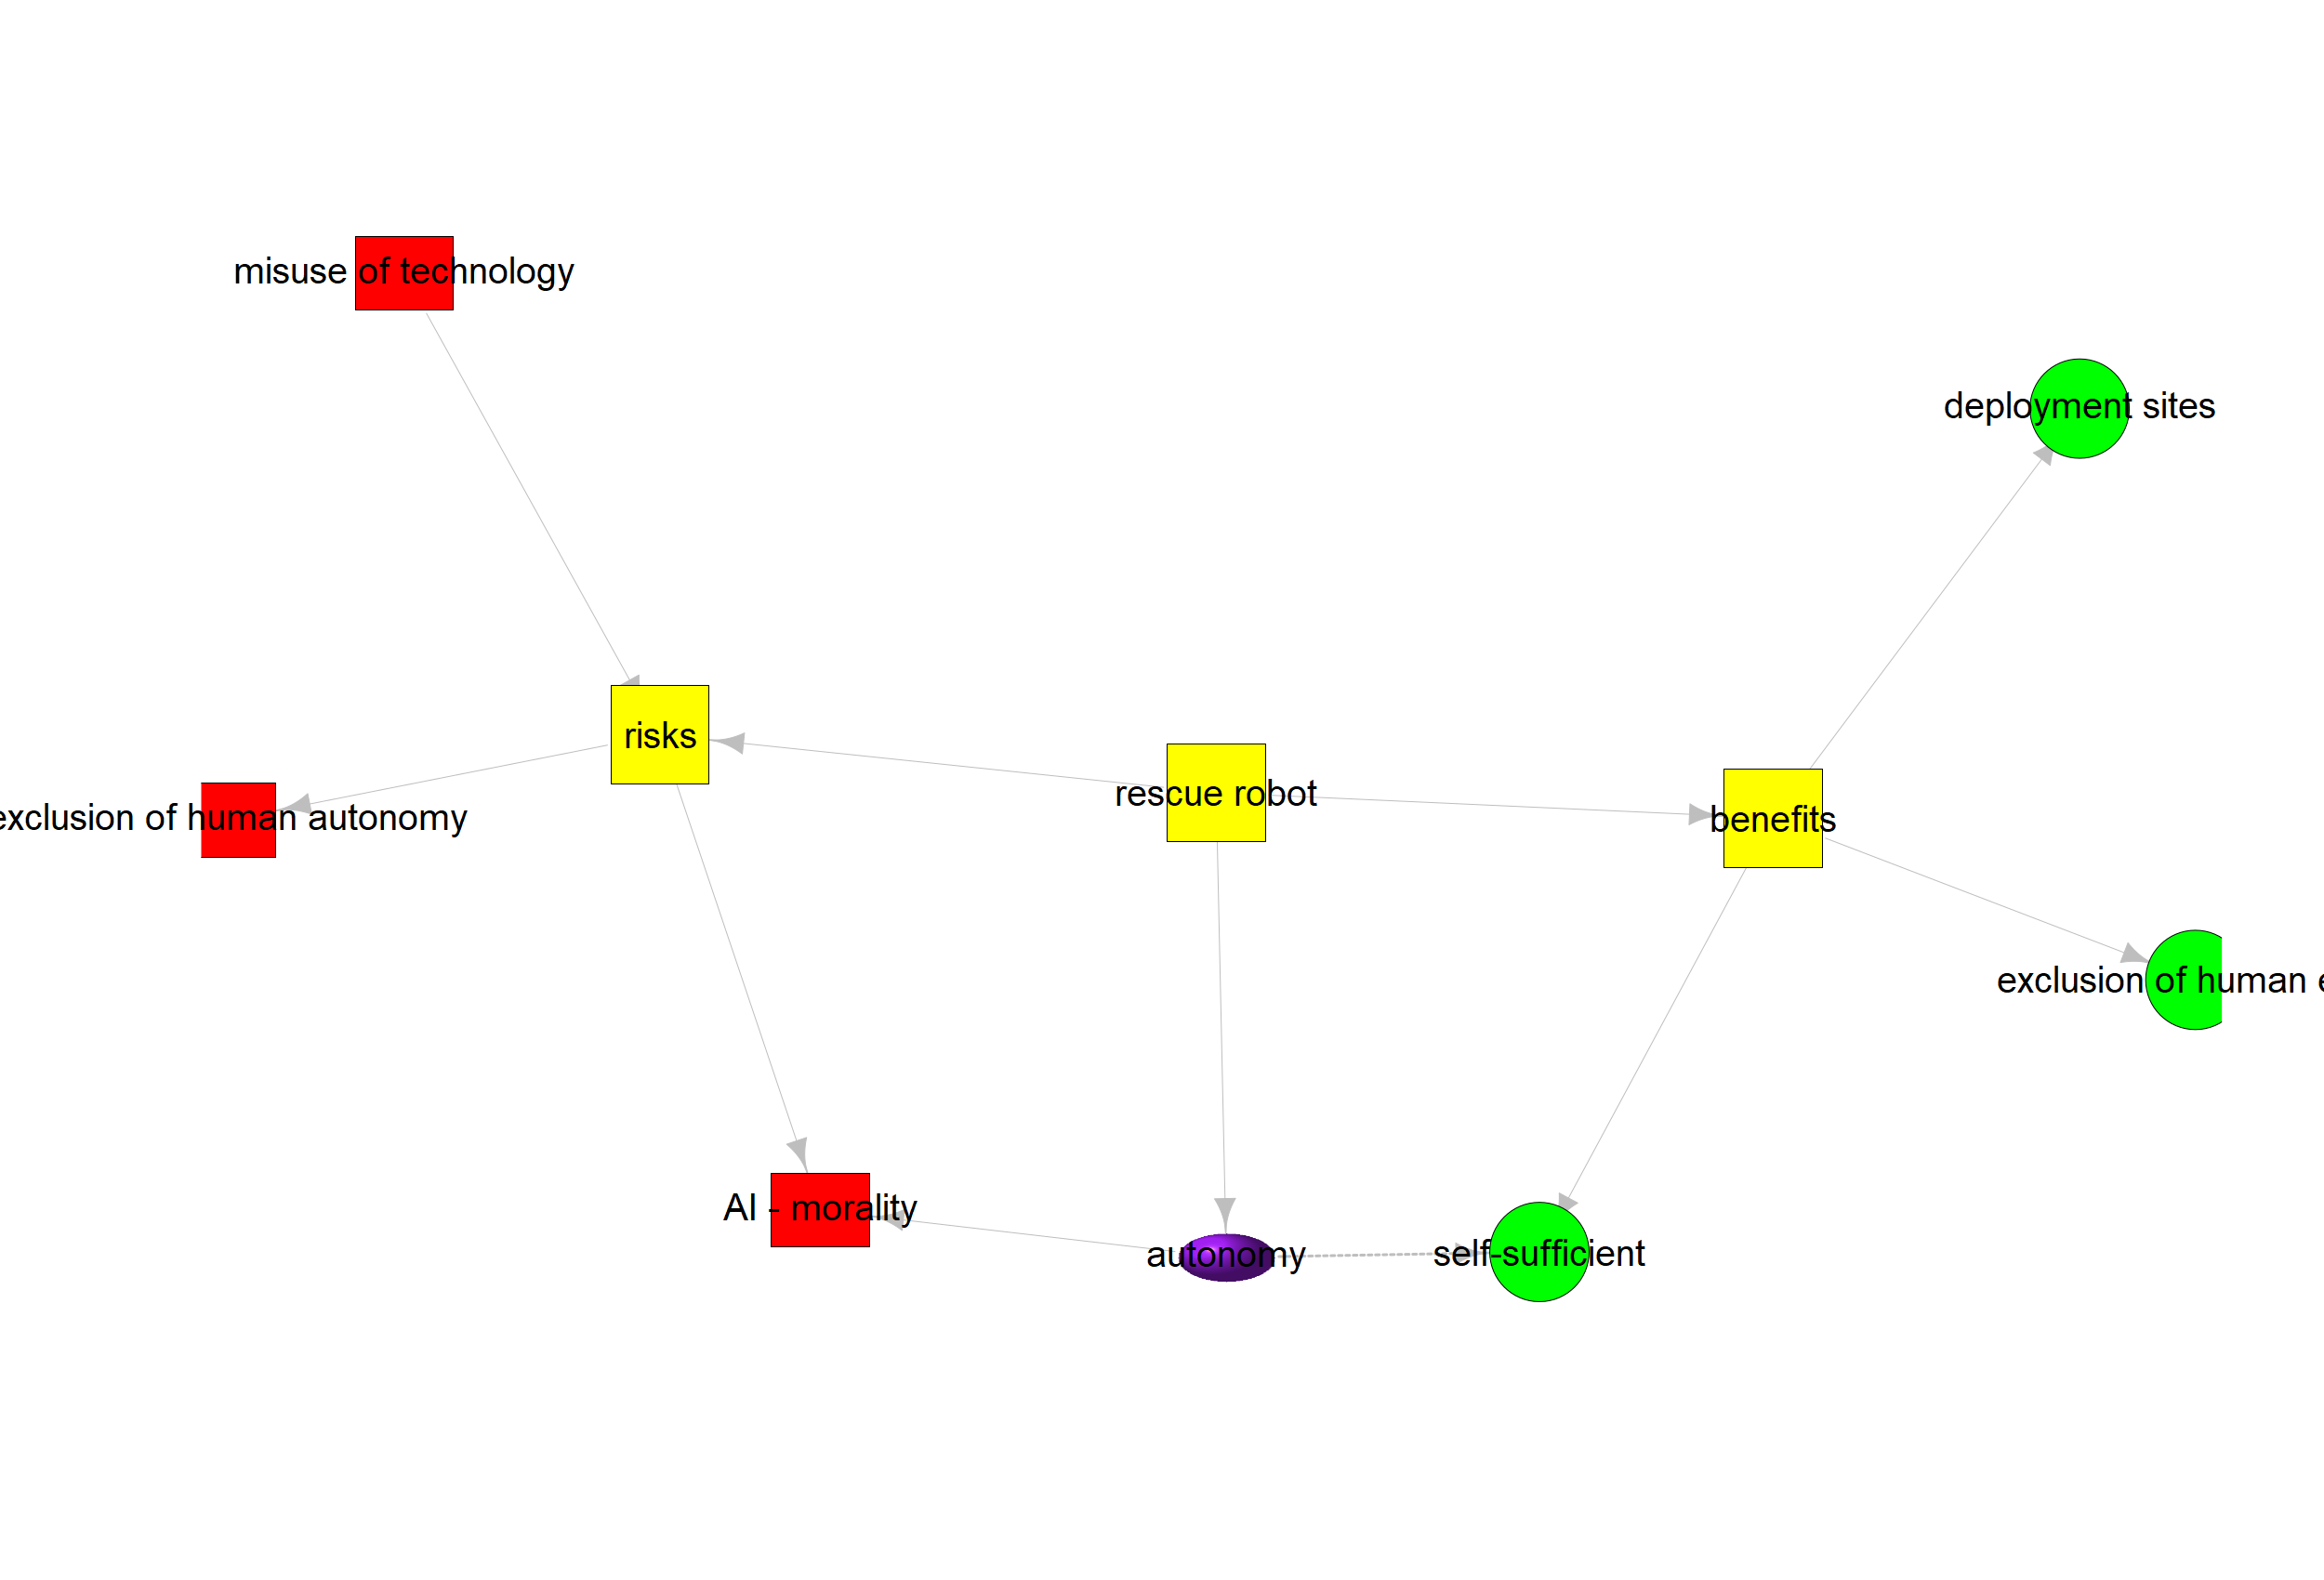 misuse of technology
deployment sites
risks
rescue robot
benefits
exclusion of human autonomy
exclusion of human
AI - morality
autonomy
self-sufficient